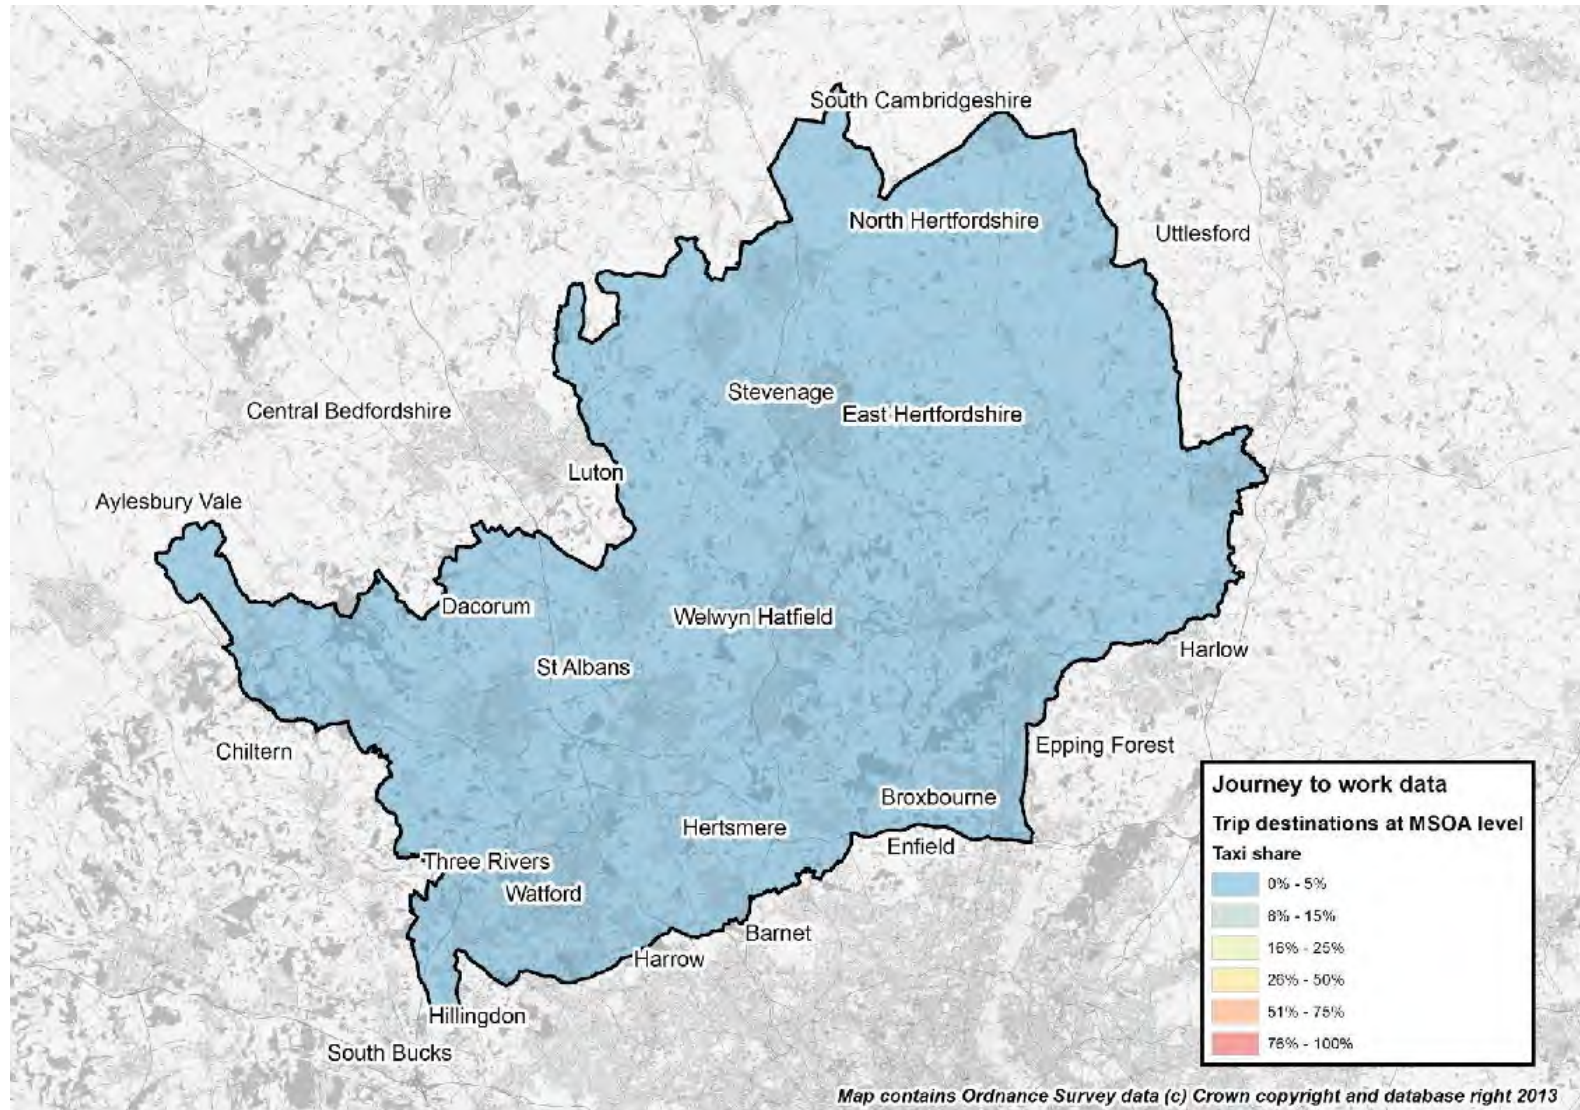 South Cambridgeshire
North Hertfordshire
Uttlesford
Stevenage
Central Bedfordshire
East Hertfordshire
Luton
Aylesbury Vale
Dacorum
Welwyn Hatfield
Harlow
St Albans
Chiltern
Epping Forest
Broxbourne
Hertsmere
Enfield
Three Rivers
Watford
Barnet
Harrow
Hillingdon
South Bucks
Journey to work data
Trip destinations at MSOA level
Taxi share
0% - 5%
6% - 15%
16% - 25%
26% - 50%
51% - 75%
76% - 100%
Map contains Ordnance Survey data (c) Crown copyright and database right 2013